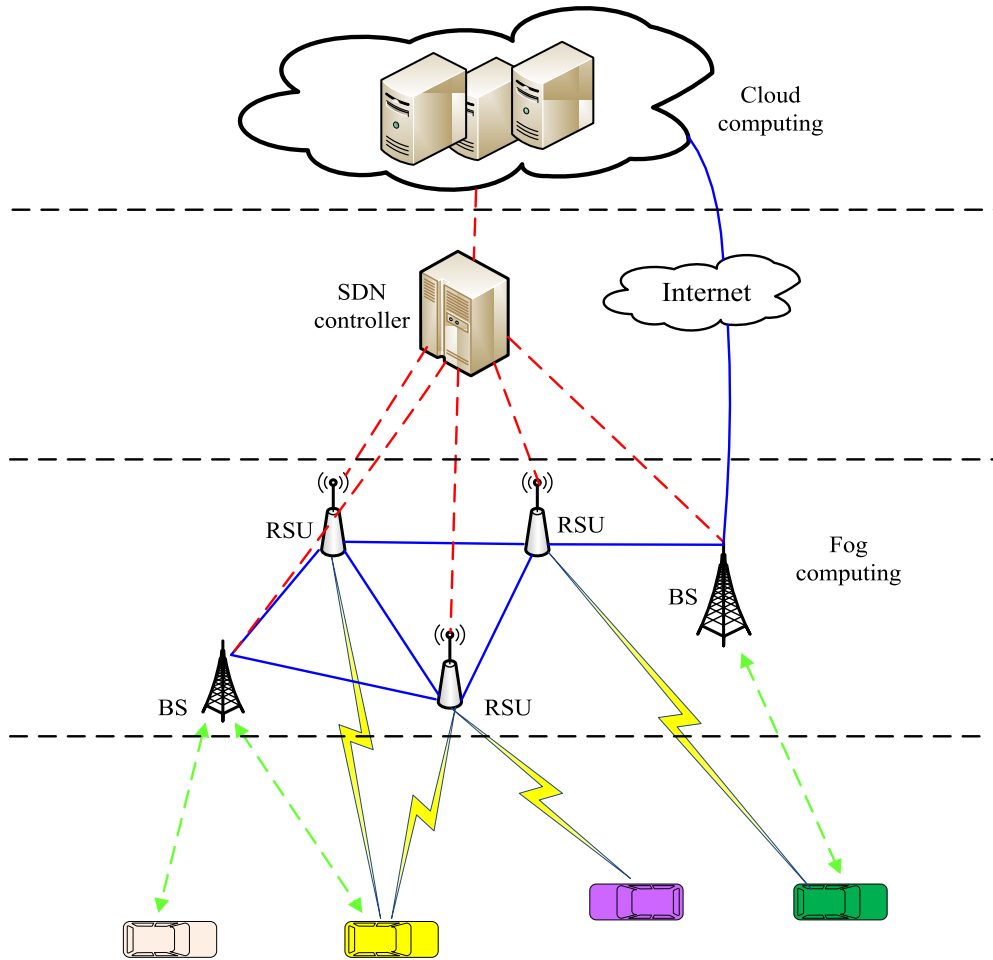 Cloud
computing
SDN
controller
Internet
RSU
RSU
Fog
computing
BS
BS
RSU